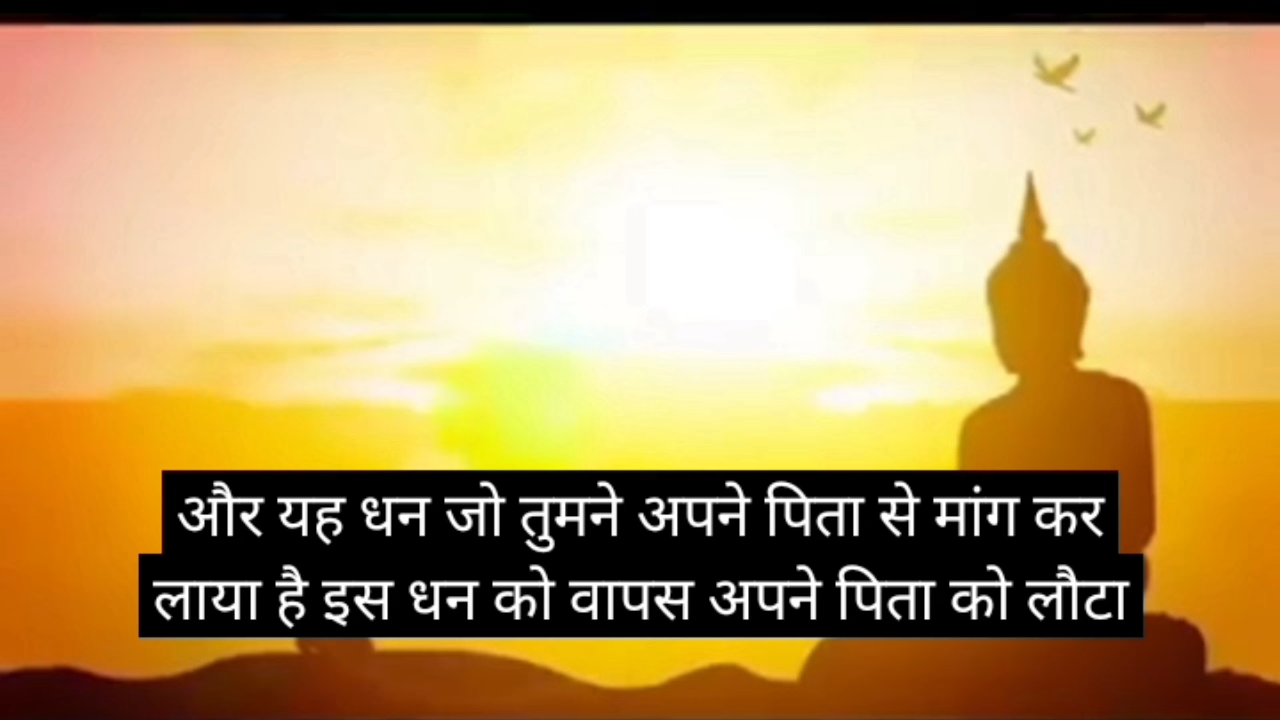 और यह धन जो तुमने अपने पिता से मांग कर
लाया है इस धन को वापस अपने पिता को लौटा